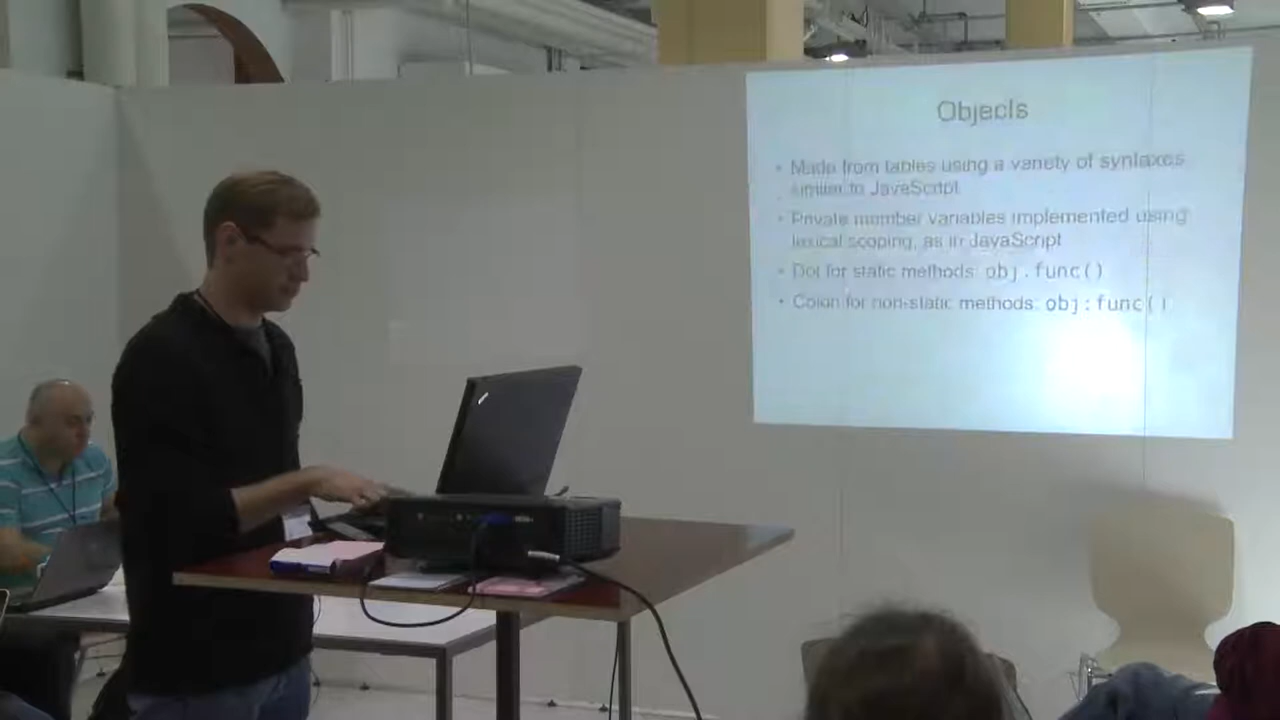 Objects
• Made from tables using a variety of syntaxes
similar to JavaScript
• Private member variables implemented using
lexical scoping, as in JavaScript
• Dot for static methods: obj.func()
• Colon for non-static methods: obj:func()